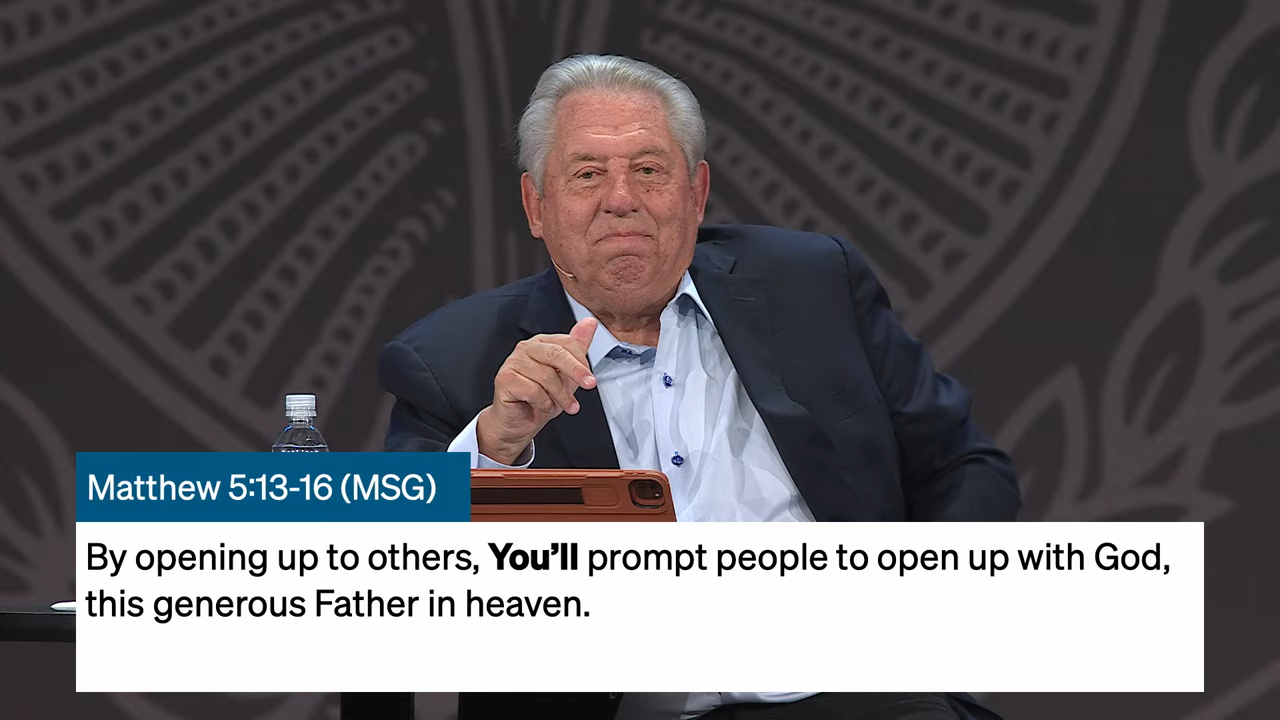 Matthew 5:13-16 (MSG)
By opening up to others, You’ll prompt people to open up with God,
this generous Father in heaven.